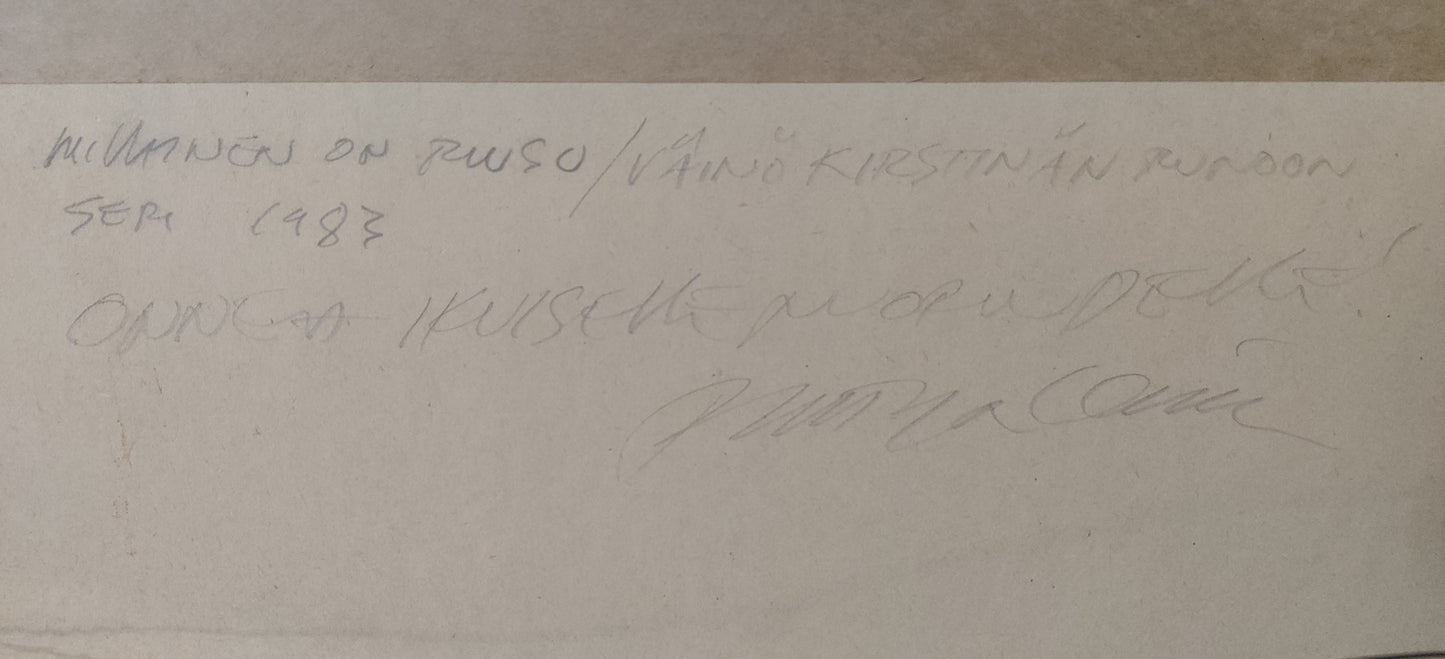 MILLAINEN ON RUUSU / VÄINÖ KIRSTINÄN RUNOON
SERI 1983
ONNEA IKUISELLE NUORUUDELLE!